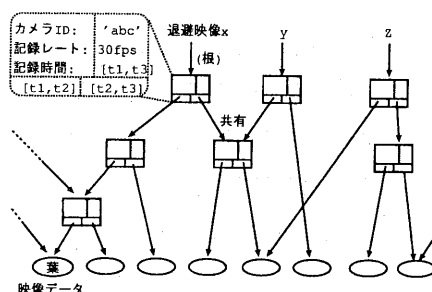 カメラID: 'abc'
記録レート: 30fps
記録時間: [t1,t3]
[t1,t2] [t2,t3]
退避映像x
(根)
y
z
共有
葉
映像データ